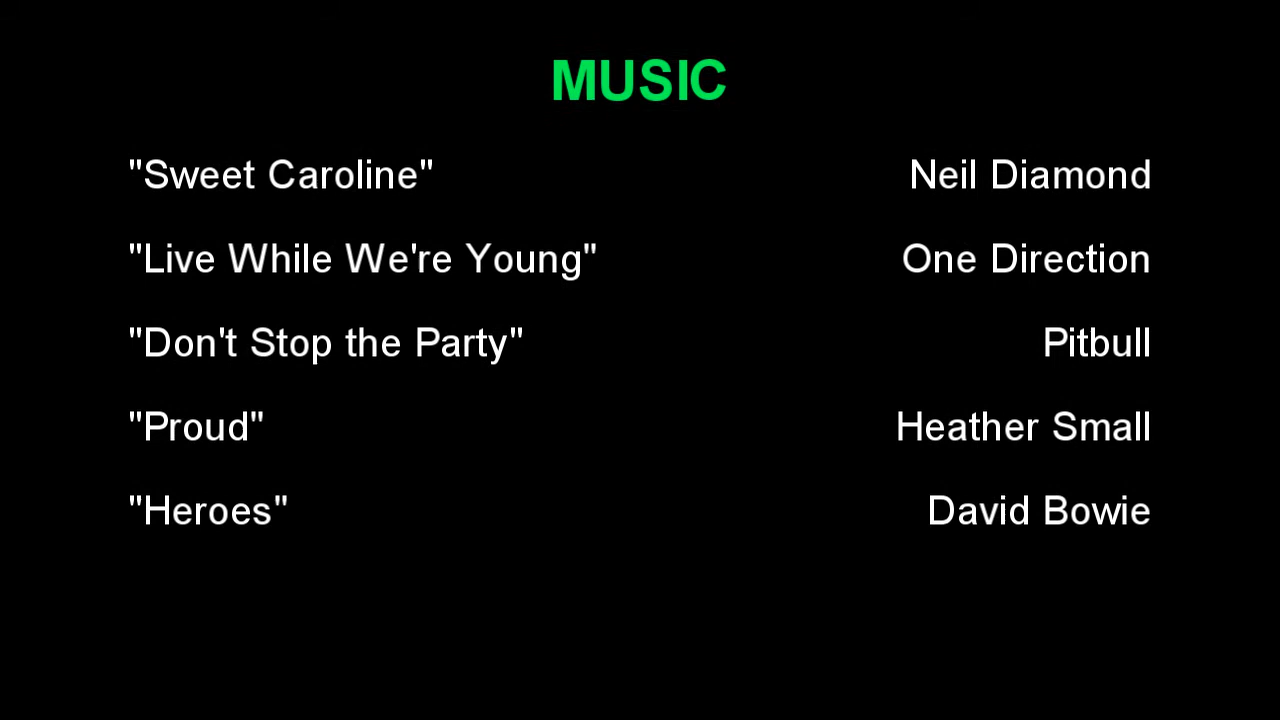 MUSIC
"Sweet Caroline" Neil Diamond
"Live While We're Young" One Direction
"Don't Stop the Party" Pitbull
"Proud" Heather Small
"Heroes" David Bowie